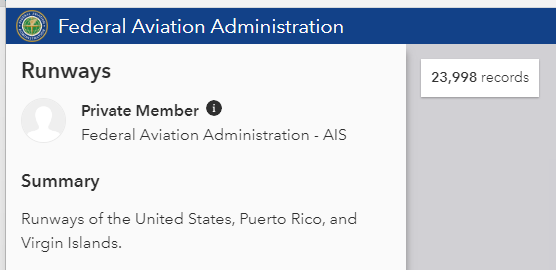 Federal Aviation Administration
Runways
23,998 records
Private Member
Federal Aviation Administration - AIS
Summary
Runways of the United States, Puerto Rico, and
Virgin Islands.